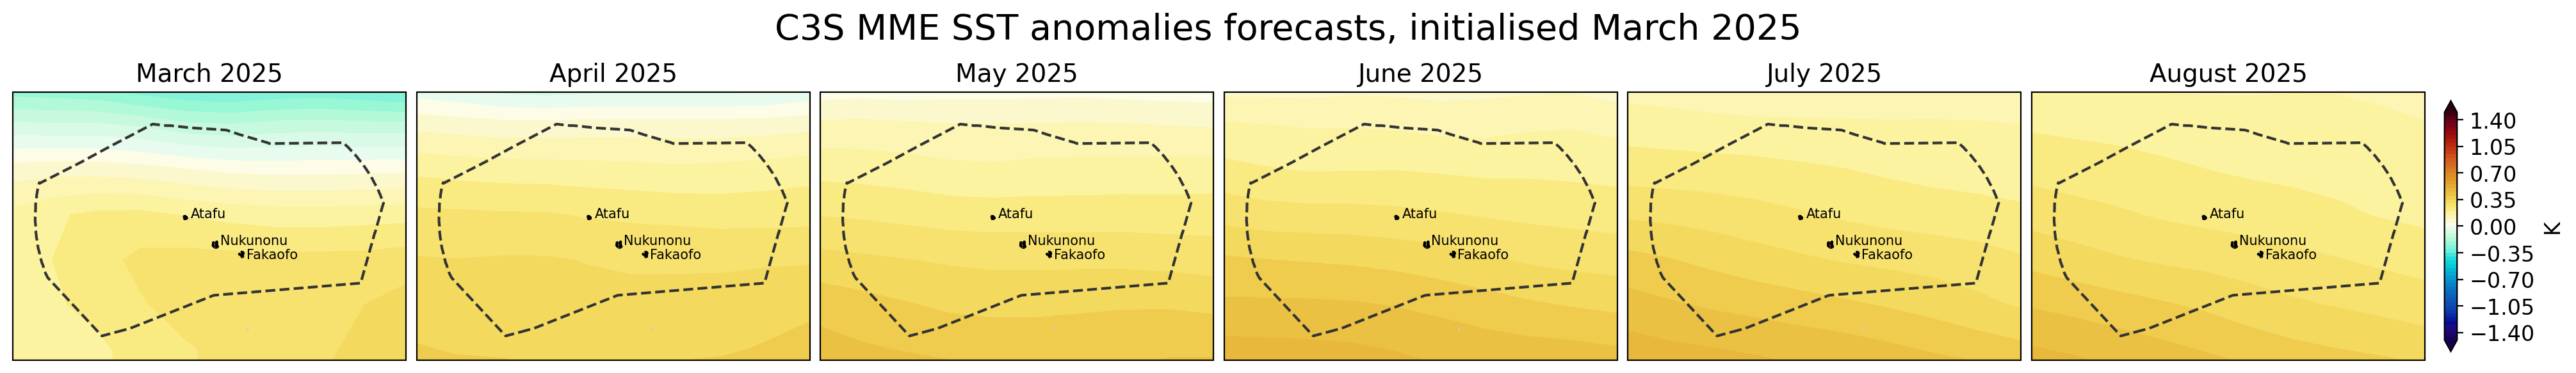 C3S MME SST anomalies forecasts, initialised March 2025
March 2025
April 2025
May 2025
June 2025
July 2025
August 2025
Atafu
Nukunonu
Fakaofo
Atafu
Nukunonu
Fakaofo
Atafu
Nukunonu
Fakaofo
Atafu
Nukunonu
Fakaofo
Atafu
Nukunonu
Fakaofo
Atafu
Nukunonu
Fakaofo
1.40
1.05
0.70
0.35
0.00
−0.35
−0.70
−1.05
−1.40
K